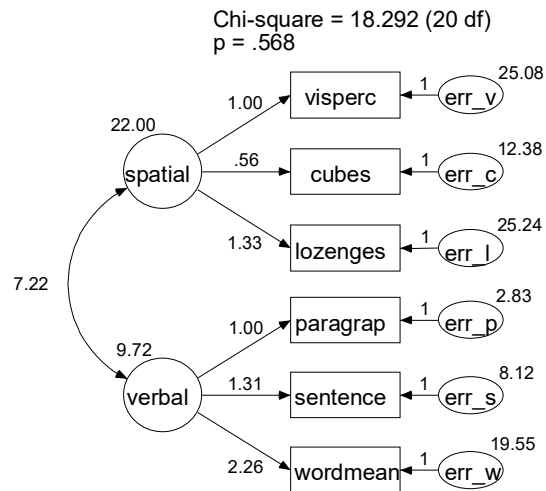 Chi-square = 18.292 (20 df)
p = .568
25.08
1.00
visperc
1
err_v
22.00
12.38
spatial
.56
cubes
1
err_c
25.24
1.33
lozenges
1
err_l
7.22
2.83
1.00
paragrap
1
err_p
9.72
8.12
verbal
1.31
sentence
1
err_s
19.55
2.26
wordmean
1
err_w